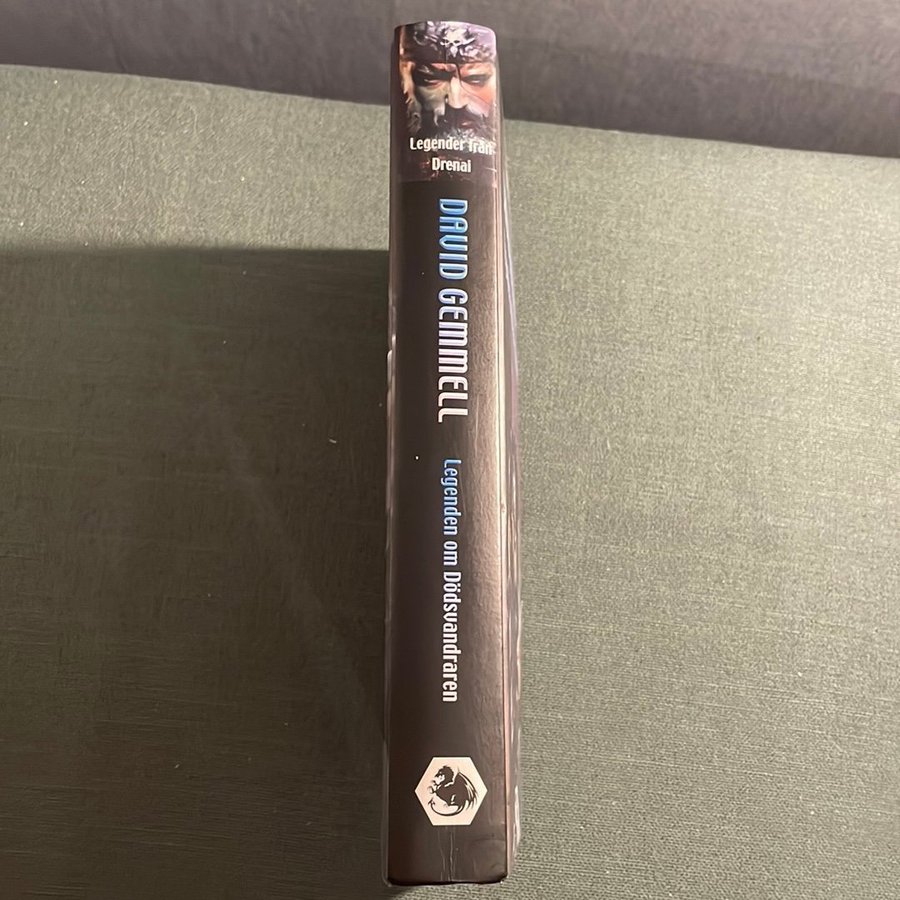 Legender från
Drenai
DAVID GEMMELL
Legenden om Dödsvandraren